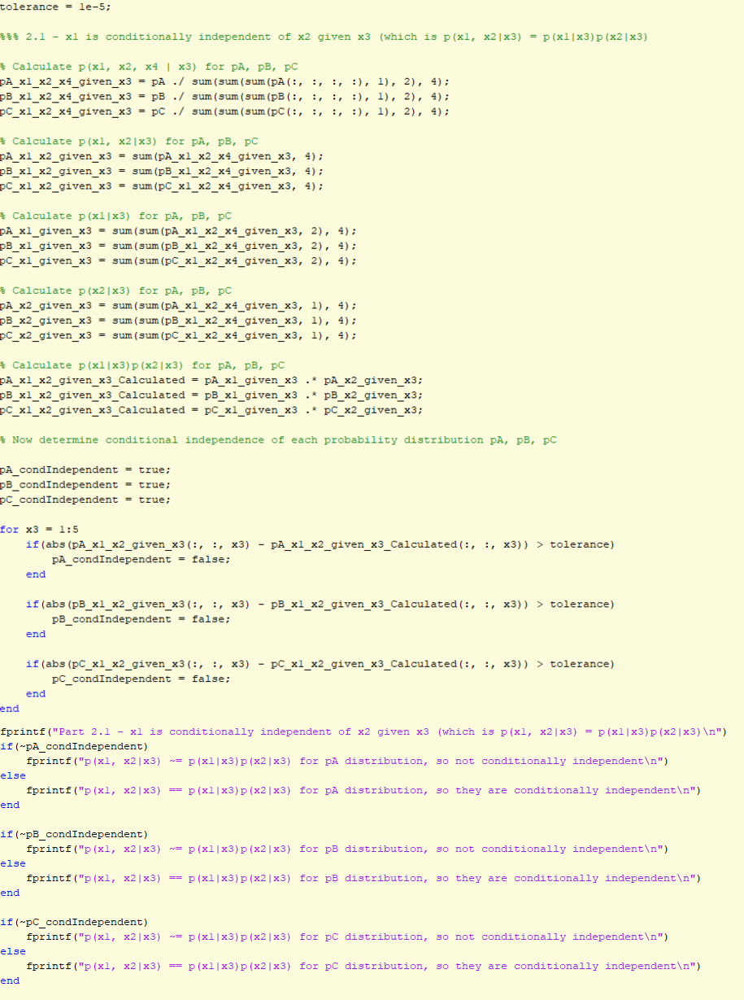 tolerance = 1e-5;
%%% 2.1 - x1 is conditionally independent of x2 given x3 (which is p(x1, x2|x3) = p(x1|x3)p(x2|x3)
% Calculate p(x1, x2, x4 | x3) for pA, pB, pC
pA_x1_x2_x4_given_x3 = pA ./ sum(sum(sum(pA(:, :, :, :), 1), 2), 4);
pB_x1_x2_x4_given_x3 = pB ./ sum(sum(sum(pB(:, :, :, :), 1), 2), 4);
pC_x1_x2_x4_given_x3 = pC ./ sum(sum(sum(pC(:, :, :, :), 1), 2), 4);
% Calculate p(x1, x2|x3) for pA, pB, pC
pA_x1_x2_given_x3 = sum(pA_x1_x2_x4_given_x3, 4);
pB_x1_x2_given_x3 = sum(pB_x1_x2_x4_given_x3, 4);
pC_x1_x2_given_x3 = sum(pC_x1_x2_x4_given_x3, 4);
% Calculate p(x1|x3) for pA, pB, pC
pA_x1_given_x3 = sum(sum(pA_x1_x2_x4_given_x3, 2), 4);
pB_x1_given_x3 = sum(sum(pB_x1_x2_x4_given_x3, 2), 4);
pC_x1_given_x3 = sum(sum(pC_x1_x2_x4_given_x3, 2), 4);
% Calculate p(x2|x3) for pA, pB, pC
pA_x2_given_x3 = sum(sum(pA_x1_x2_x4_given_x3, 1), 4);
pB_x2_given_x3 = sum(sum(pB_x1_x2_x4_given_x3, 1), 4);
pC_x2_given_x3 = sum(sum(pC_x1_x2_x4_given_x3, 1), 4);
% Calculate p(x1|x3)p(x2|x3) for pA, pB, pC
pA_x1_x2_given_x3_Calculated = pA_x1_given_x3 .* pA_x2_given_x3;
pB_x1_x2_given_x3_Calculated = pB_x1_given_x3 .* pB_x2_given_x3;
pC_x1_x2_given_x3_Calculated = pC_x1_given_x3 .* pC_x2_given_x3;
% Now determine conditional independence of each probability distribution pA, pB, pC
pA_condIndependent = true;
pB_condIndependent = true;
pC_condIndependent = true;
for x3 = 1:5
if(abs(pA_x1_x2_given_x3(:, :, x3) - pA_x1_x2_given_x3_Calculated(:, :, x3)) > tolerance)
pA_condIndependent = false;
end
if(abs(pB_x1_x2_given_x3(:, :, x3) - pB_x1_x2_given_x3_Calculated(:, :, x3)) > tolerance)
pB_condIndependent = false;
end
if(abs(pC_x1_x2_given_x3(:, :, x3) - pC_x1_x2_given_x3_Calculated(:, :, x3)) > tolerance)
pC_condIndependent = false;
end
end
fprintf("Part 2.1 - x1 is conditionally independent of x2 given x3 (which is p(x1, x2|x3) = p(x1|x3)p(x2|x3)\n")
if(~pA_condIndependent)
fprintf("p(x1, x2|x3) ~= p(x1|x3)p(x2|x3) for pA distribution, so not conditionally independent\n")
else
fprintf("p(x1, x2|x3) == p(x1|x3)p(x2|x3) for pA distribution, so they are conditionally independent\n")
end
if(~pB_condIndependent)
fprintf("p(x1, x2|x3) ~= p(x1|x3)p(x2|x3) for pB distribution, so not conditionally independent\n")
else
fprintf("p(x1, x2|x3) == p(x1|x3)p(x2|x3) for pB distribution, so they are conditionally independent\n")
end
if(~pC_condIndependent)
fprintf("p(x1, x2|x3) ~= p(x1|x3)p(x2|x3) for pC distribution, so not conditionally independent\n")
else
fprintf("p(x1, x2|x3) == p(x1|x3)p(x2|x3) for pC distribution, so they are conditionally independent\n")
end